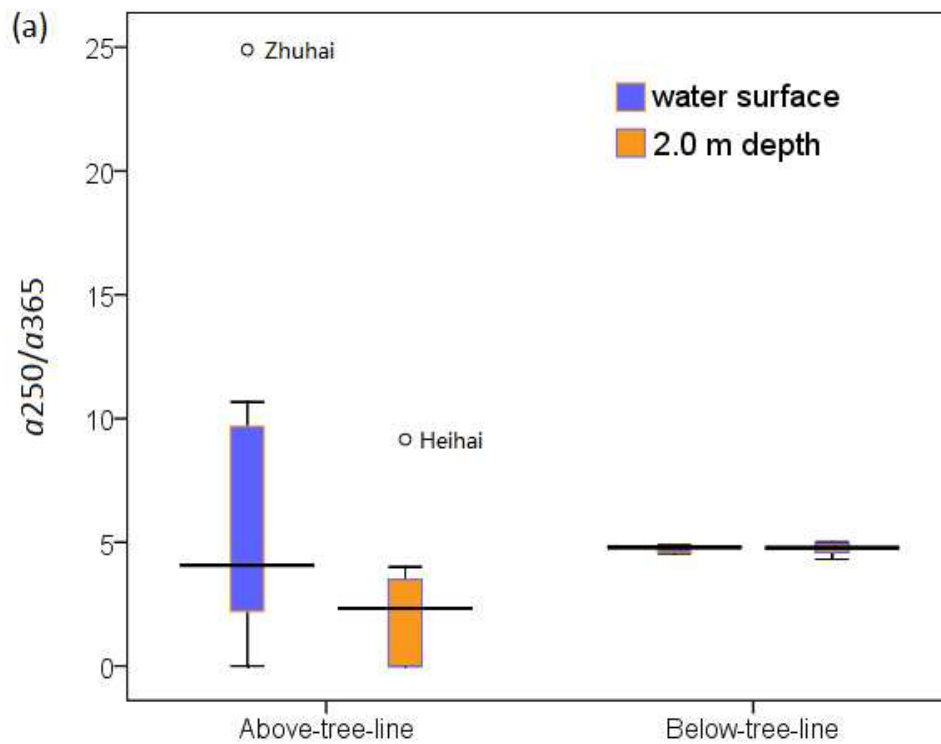 (a)
25
Zhuhai
water surface
2.0 m depth
20
15
a250/a365
10
Heihai
5
0
Above-tree-line
Below-tree-line